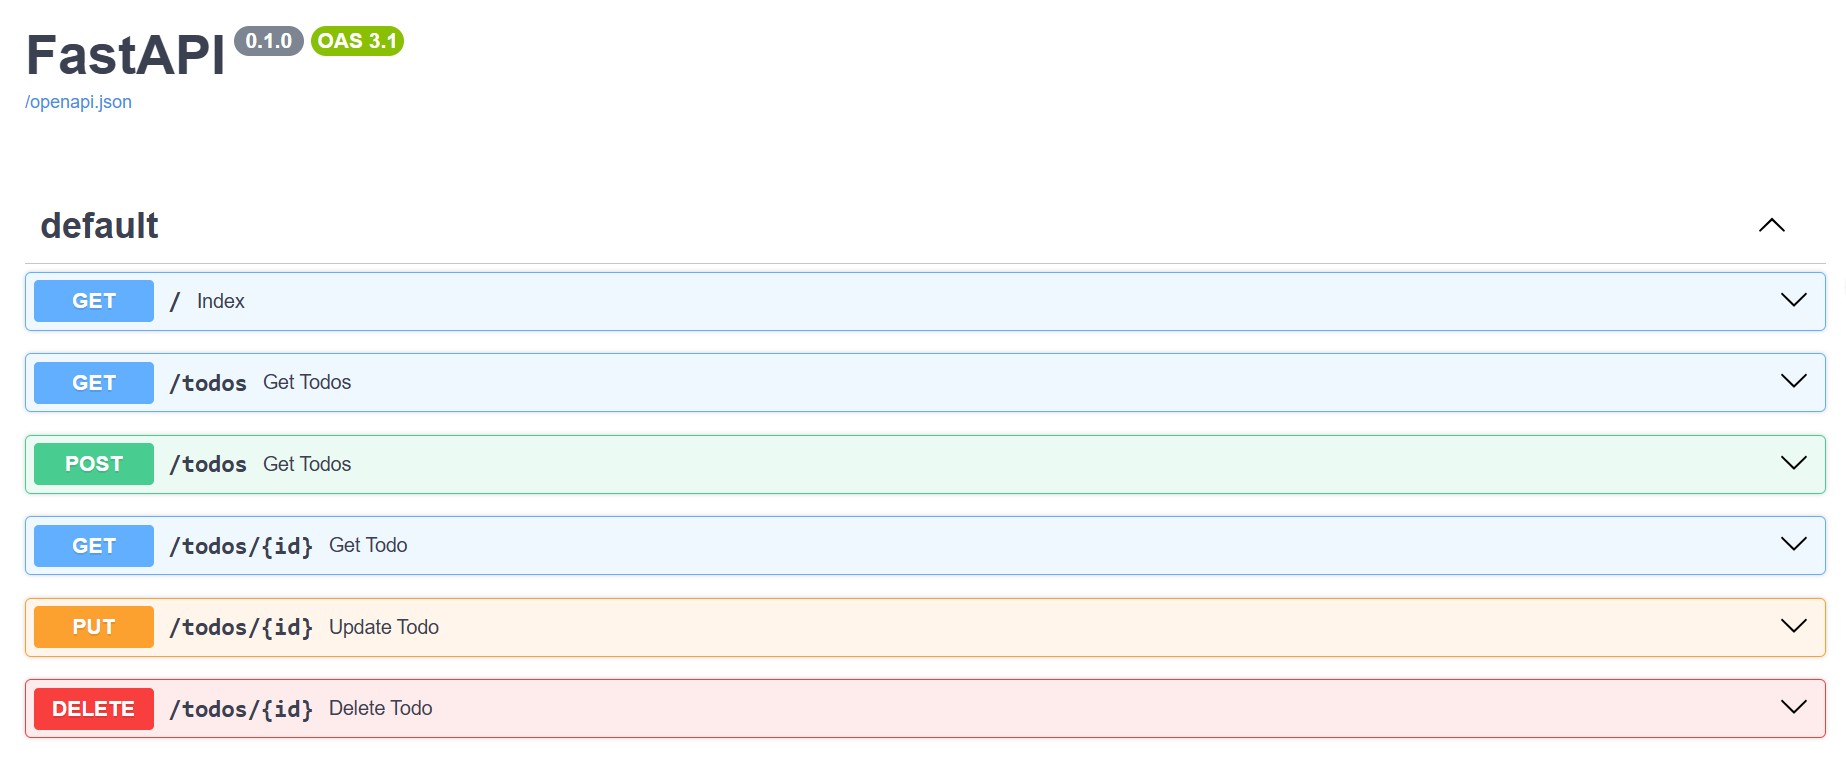 FastAPI 0.1.0 OAS 3.1
/openapi.json
default
GET / Index
GET /todos Get Todos
POST /todos Get Todos
GET /todos/{id} Get Todo
PUT /todos/{id} Update Todo
DELETE /todos/{id} Delete Todo